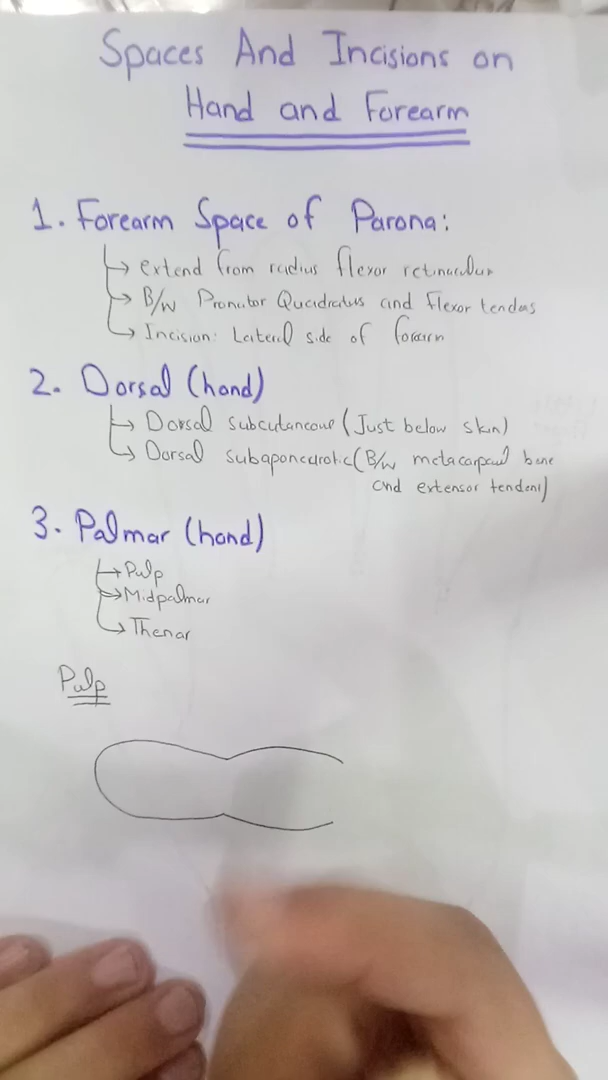 Spaces And Incisions on
Hand and Forearm
1. Forearm Space of Parona:
extend from radius flexor retinaculum
B/w Pronator Quadratus and Flexor tendons
Incision: Lateral side of forearm
2. Dorsal (hand)
Dorsal subcutaneous (Just below skin)
Dorsal subaponeurotic (B/w metacarpal bone
and extensor tendons)
3. Palmar (hand)
Pulp
Midpalmar
Thenar
Pulp